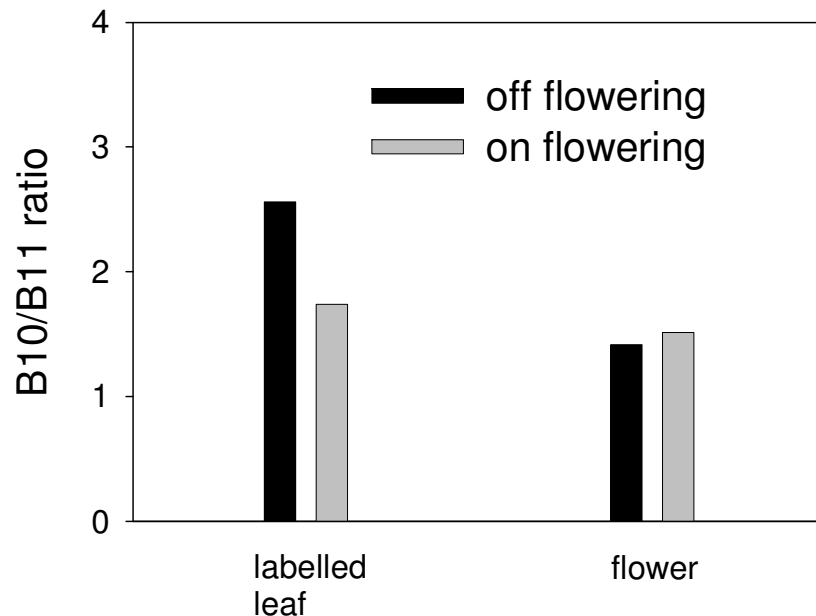 4
off flowering
on flowering
3
2
1
0
B10/B11 ratio
labelled
leaf
flower